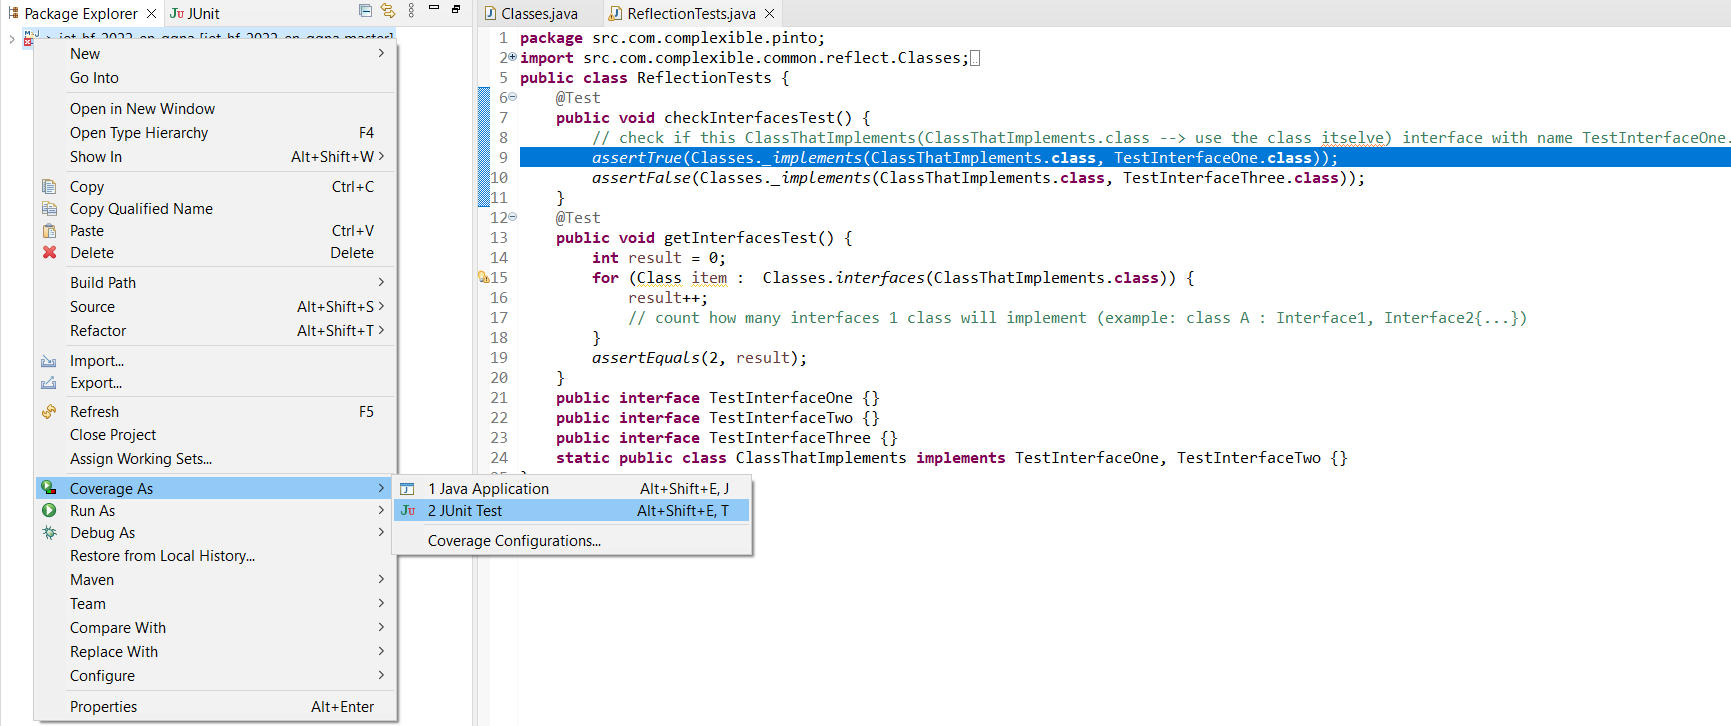 Package Explorer
JUnit
Classes.java
ReflectionTests.java
New
Go Into
Open in New Window
Open Type Hierarchy F4
Show In Alt+Shift+W
Copy Ctrl+C
Copy Qualified Name
Paste Ctrl+V
Delete Delete
Build Path
Source Alt+Shift+S
Refactor Alt+Shift+T
Import...
Export...
Refresh F5
Close Project
Assign Working Sets...
Coverage As
Run As
Debug As
Restore from Local History...
Maven
Team
Compare With
Replace With
Configure
Properties Alt+Enter
1 Java Application Alt+Shift+E, J
2 JUnit Test Alt+Shift+E, T
Coverage Configurations...
1 package src.com.complexible.pinto;
2 import src.com.complexible.common.reflect.Classes;
5 public class ReflectionTests {
6 @Test
7 public void checkInterfacesTest() {
8 // check if this ClassThatImplements(ClassThatImplements.class --> use the class itselve) interface with name TestInterfaceOne.
9 assertTrue(Classes._implements(ClassThatImplements.class, TestInterfaceOne.class));
10 assertFalse(Classes._implements(ClassThatImplements.class, TestInterfaceThree.class));
11 }
12 @Test
13 public void getInterfacesTest() {
14 int result = 0;
15 for (Class item : Classes.interfaces(ClassThatImplements.class)) {
16 result++;
17 // count how many interfaces 1 class will implement (example: class A : Interface1, Interface2{...})
18 }
19 assertEquals(2, result);
20 }
21 public interface TestInterfaceOne {}
22 public interface TestInterfaceTwo {}
23 public interface TestInterfaceThree {}
24 static public class ClassThatImplements implements TestInterfaceOne, TestInterfaceTwo {}